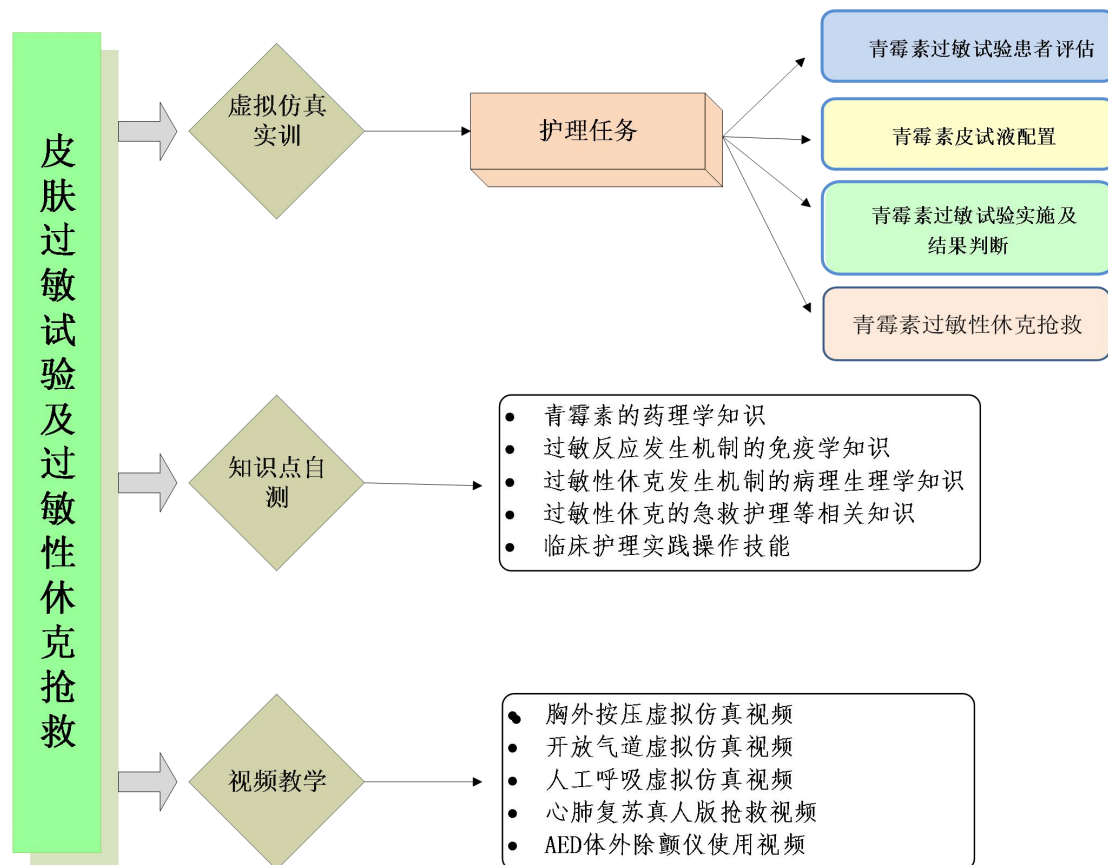 皮肤过敏试验及过敏性休克抢救
虚拟仿真
实训
护理任务
青霉素过敏试验患者评估
青霉素皮试液配置
青霉素过敏试验实施及
结果判断
青霉素过敏性休克抢救
知识点自
测
• 青霉素的药理学知识
• 过敏反应发生机制的免疫学知识
• 过敏性休克发生机制的病理生理学知识
• 过敏性休克的急救护理等相关知识
• 临床护理实践操作技能
视频教学
• 胸外按压虚拟仿真视频
• 开放气道虚拟仿真视频
• 人工呼吸虚拟仿真视频
• 心肺复苏真人版抢救视频
• AED体外除颤仪使用视频